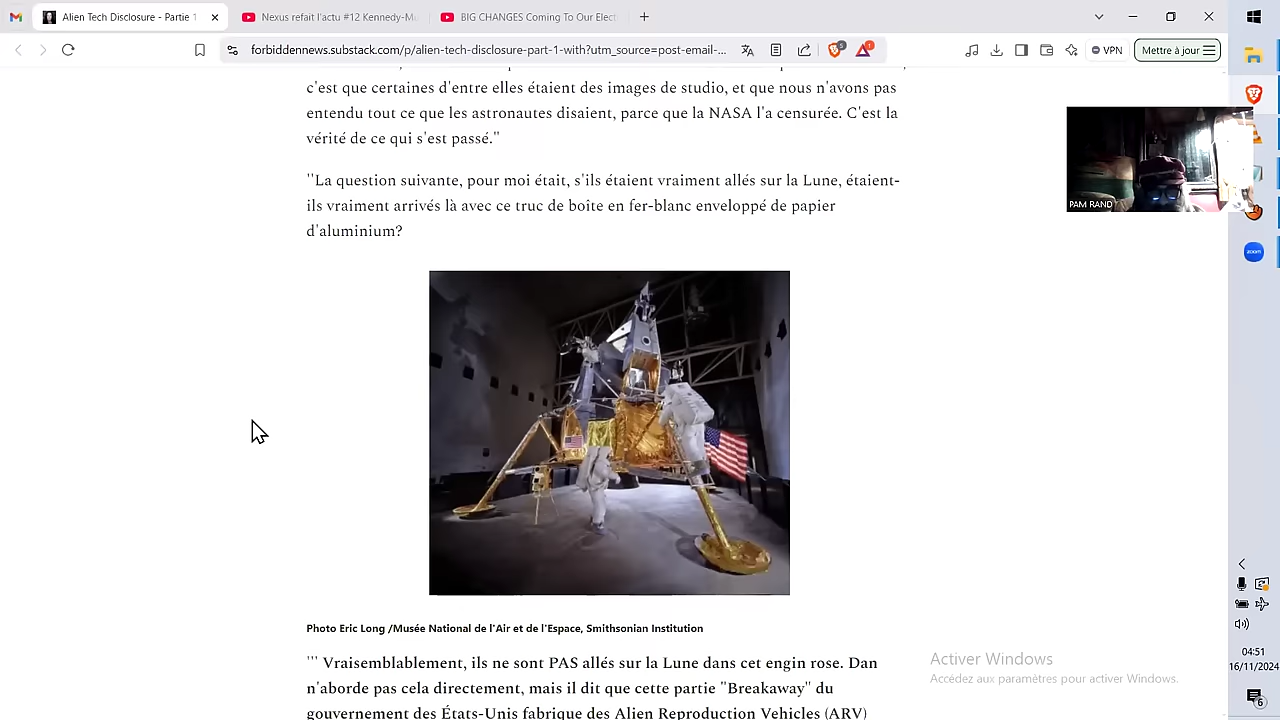 Alien Tech Disclosure - Partie 1
Nexus refait l'actu #12 Kennedy-M
BIG CHANGES Coming To Our Elect
forbiddennews.substack.com/p/alien-tech-disclosure-part-1-with?utm_source=post-email-...
5
1
VPN
Mettre à jour
c'est que certaines d'entre elles étaient des images de studio, et que nous n'avons pas
entendu tout ce que les astronautes disaient, parce que la NASA l'a censurée. C'est la
vérité de ce qui s'est passé."
''La question suivante, pour moi était, s'ils étaient vraiment allés sur la Lune, étaient-
ils vraiment arrivés là avec ce truc de boîte en fer-blanc enveloppé de papier
d'aluminium?
PAM RAND
zoom
Photo Eric Long /Musée National de l'Air et de l'Espace, Smithsonian Institution
''' Vraisemblablement, ils ne sont PAS allés sur la Lune dans cet engin rose. Dan
n'aborde pas cela directement, mais il dit que cette partie "Breakaway" du
gouvernement des États-Unis fabrique des Alien Reproduction Vehicles (ARV)
Activer Windows
Accédez aux paramètres pour activer Windows.
04:51
16/11/2024
6